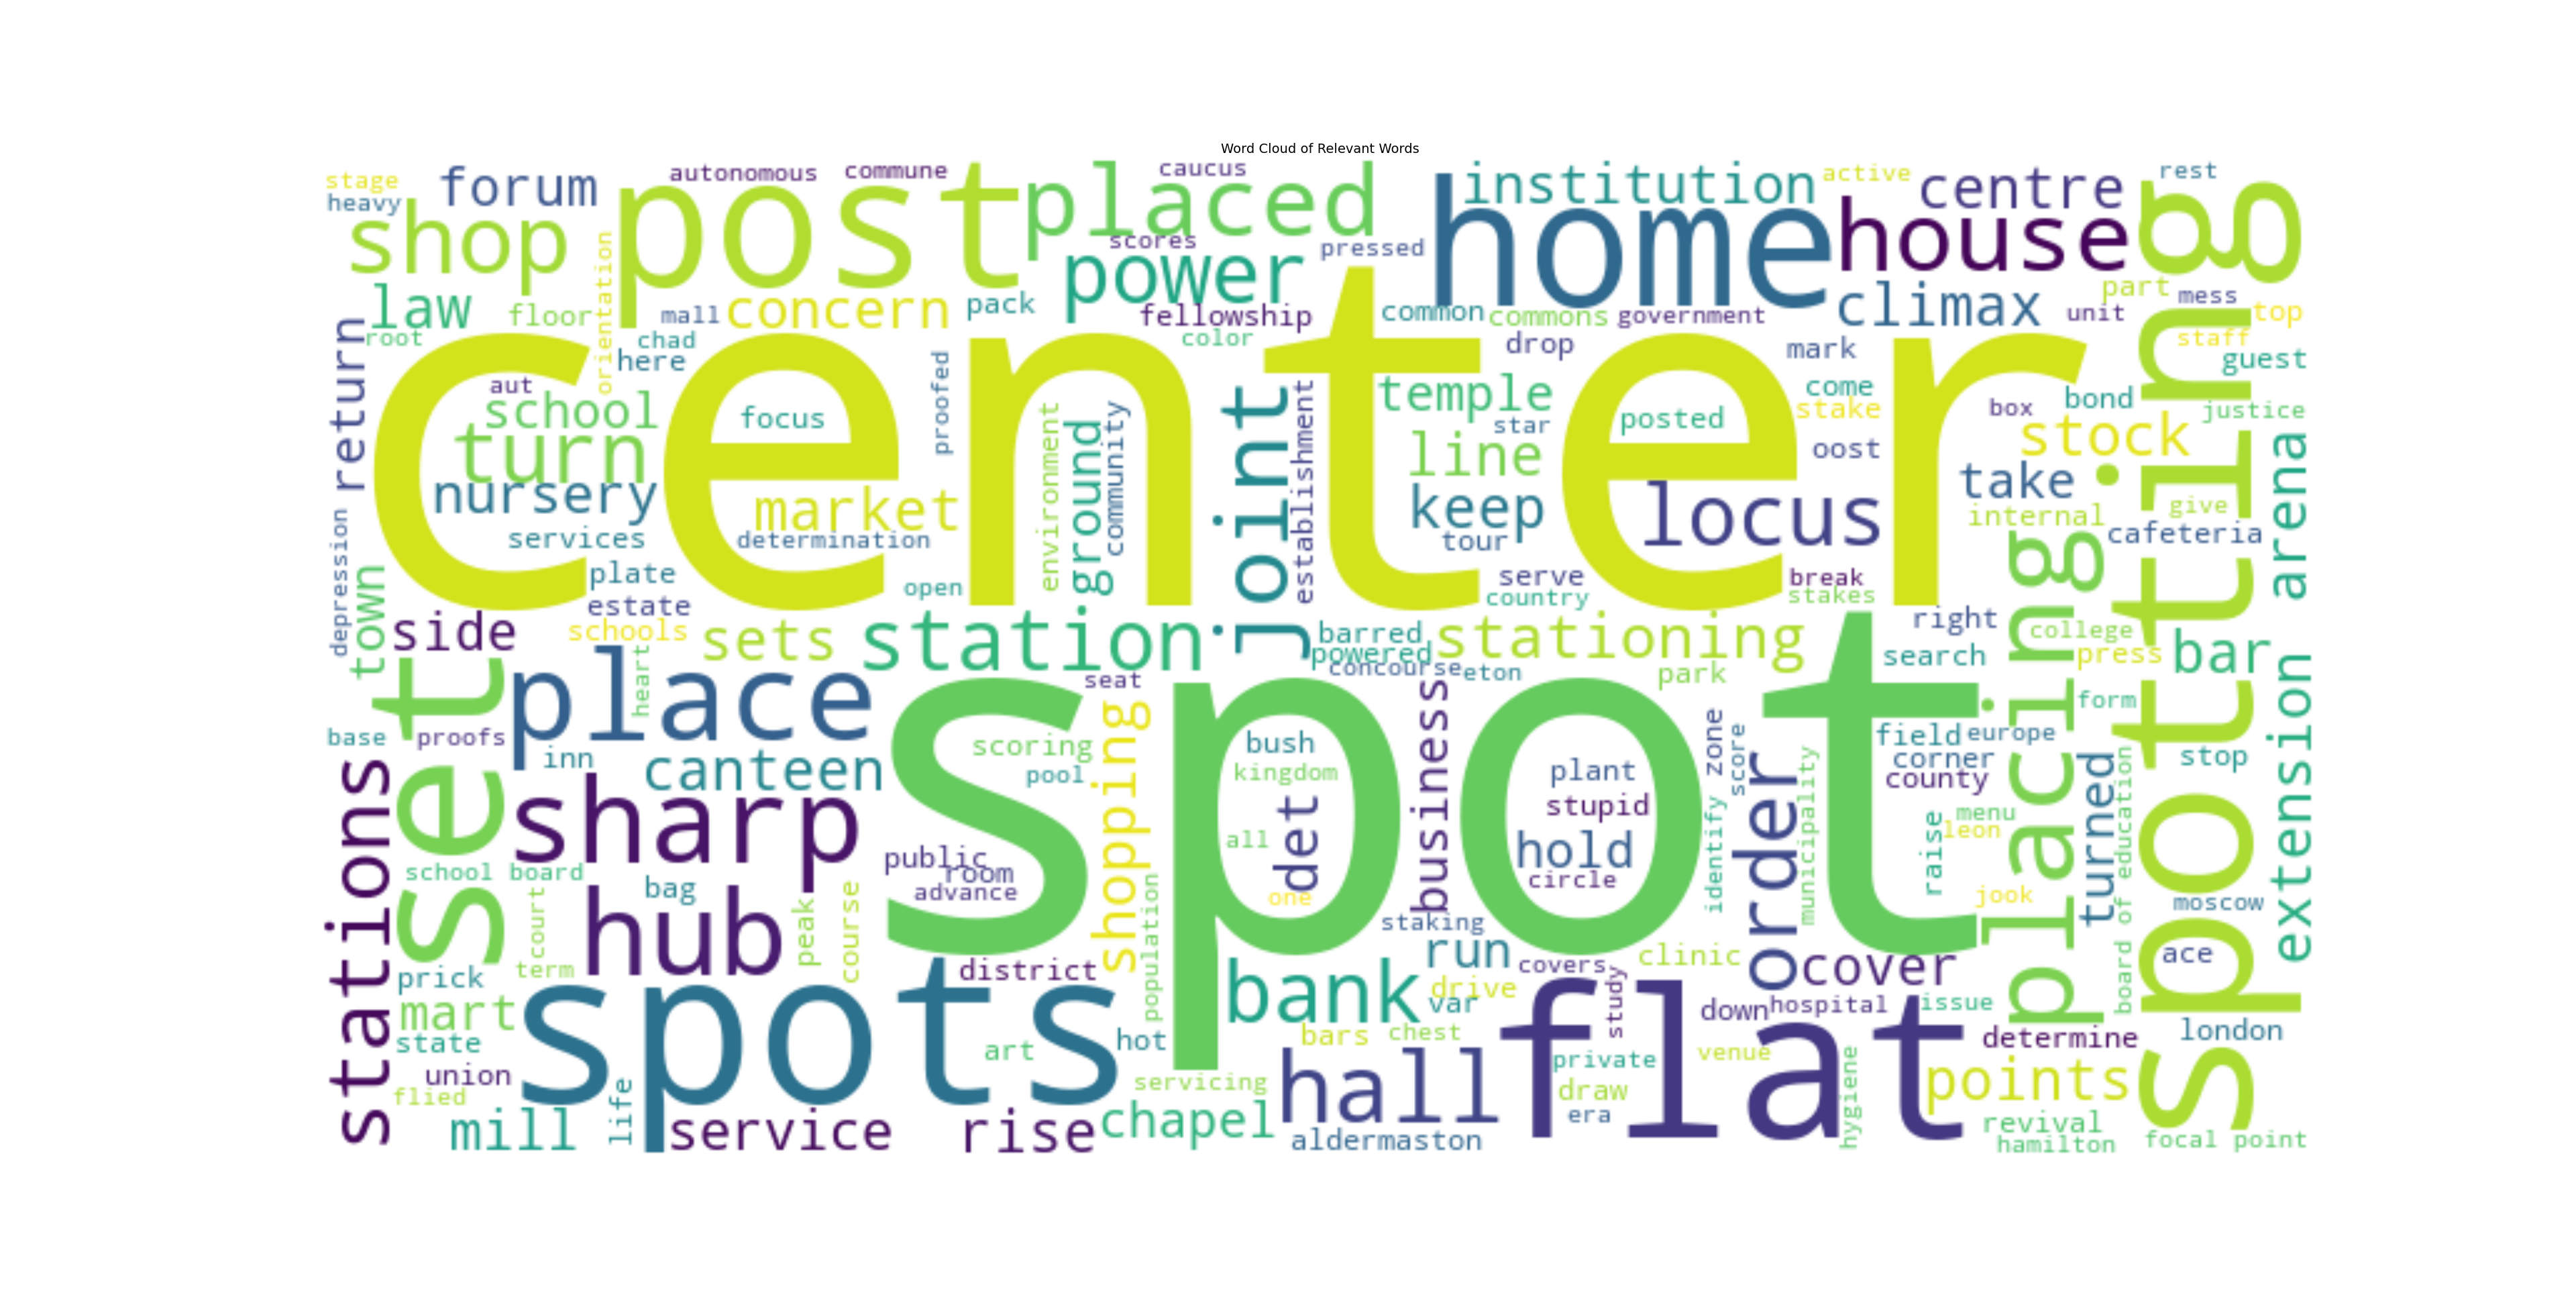 Word Cloud of Relevant Words
stage
heavy
forum
shop
autonomous
commune
post
placed
caucus
scores
power
pressed
institution
home
active
centre
house
rest
spotting
law
floor
orientation
mall
concern
pack
fellowship
common
commons
government
climax
part
mess
unit
top
staff
guest
root
return
chad
here
color
drop
mark
center
aut
school
turn
focus
proofed
environment
ground
community
joint
establishment
temple
star
line
posted
come
stake
oost
box
bond
justice
stock
take
arena
nursery
market
keep
locus
internal
give
services
determination
tour
cafeteria
depression
town
plate
open
serve
country
break
stakes
estate
side
schools
sets
station
barred
powered
stationing
right
college
placing
press
bar
search
concourse
eton
park
extension
set
place
heart
seat
shopping
business
spot
form
base
proofs
inn
canteen
scoring
pool
bush
kingdom
det
all
one
plant
stupid
hold
circle
zone
score
identify
order
municipality
field
europe
corner
county
stop
stations
sharp
turned
board of education
menu
leon
raise
jook
moscow
public
room
advance
school board
bag
hub
court
peak
course
term
population
staking
run
covers
clinic
cover
ace
prick
district
bank
drive
var
study
down
hospital
issue
mart
spots
hot
bars
chest
flat
determine
london
state
art
union
servicing
hall
private
venue
points
flied
life
draw
hygiene
mill
service
rise
chapel
era
aldermaston
revival
hamilton
focal point